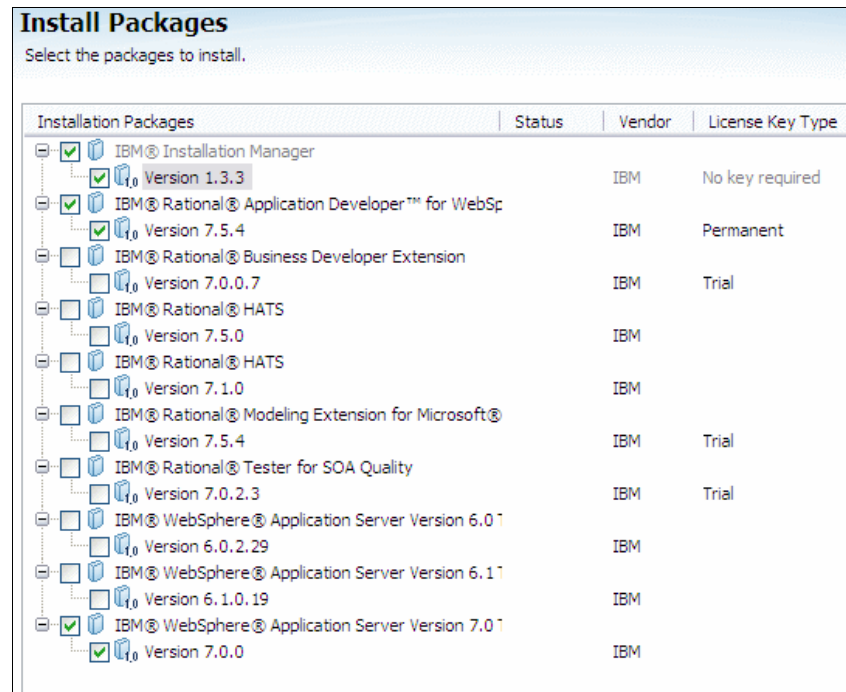 Install Packages
Select the packages to install.
Installation Packages Status Vendor License Key Type
IBM® Installation Manager
Version 1.3.3 IBM No key required
IBM® Rational® Application Developer™ for WebSp
Version 7.5.4 IBM Permanent
IBM® Rational® Business Developer Extension
Version 7.0.0.7 IBM Trial
IBM® Rational® HATS
Version 7.5.0 IBM
IBM® Rational® HATS
Version 7.1.0 IBM
IBM® Rational® Modeling Extension for Microsoft®
Version 7.5.4 IBM Trial
IBM® Rational® Tester for SOA Quality
Version 7.0.2.3 IBM Trial
IBM® WebSphere® Application Server Version 6.0
Version 6.0.2.29 IBM
IBM® WebSphere® Application Server Version 6.1
Version 6.1.0.19 IBM
IBM® WebSphere® Application Server Version 7.0
Version 7.0.0 IBM